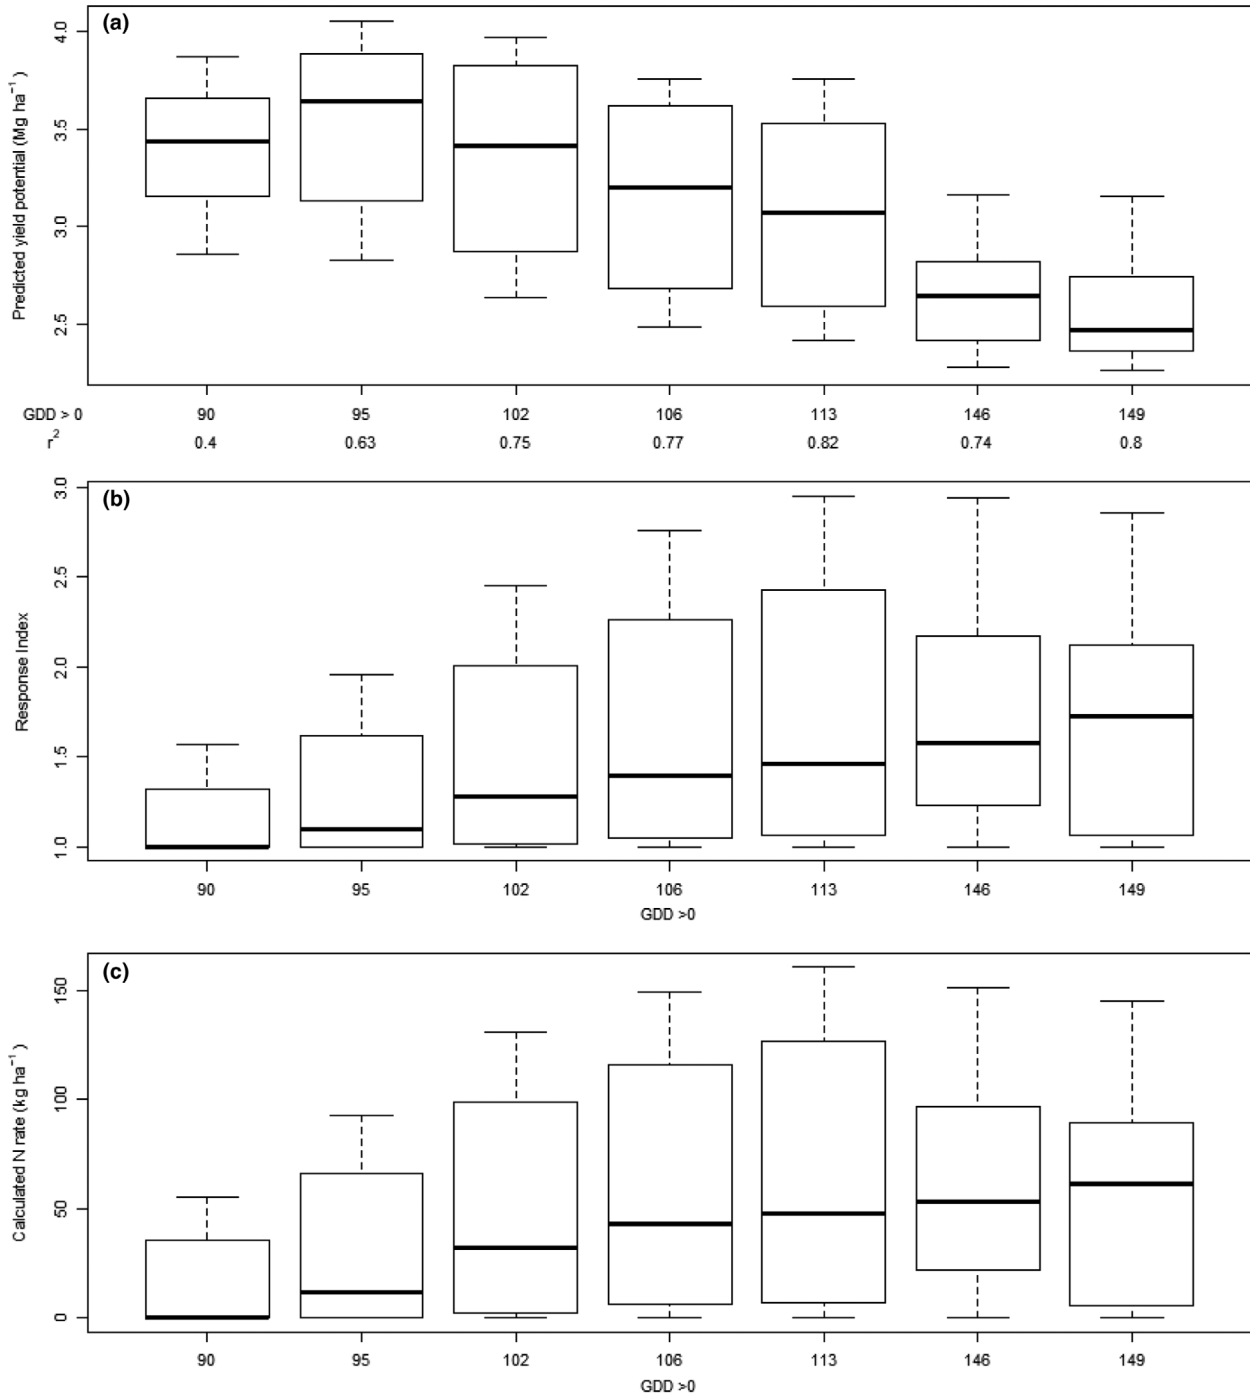 (a)
Predicted yield potential (Mg ha⁻¹)
4.0
3.5
3.0
2.5
GDD > 0 90 95 102 106 113 146 149
r² 0.4 0.63 0.75 0.77 0.82 0.74 0.8
(b)
Response Index
3.0
2.5
2.0
1.5
1.0
90 95 102 106 113 146 149
GDD >0
(c)
Calculated N rate (kg ha⁻¹)
150
100
50
0
90 95 102 106 113 146 149
GDD >0